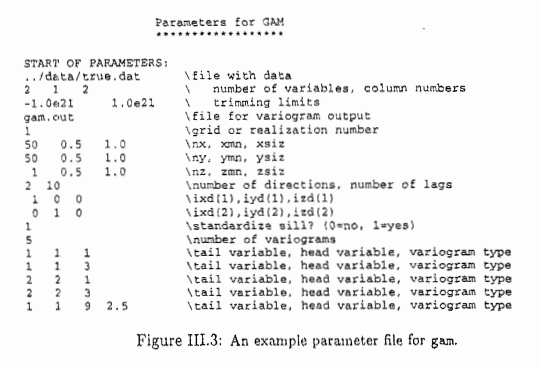 Parameters for GAM
******************
START OF PARAMETERS:
../data/true.dat \file with data
2 1 2 \ number of variables, column numbers
-1.0e21 1.0e21 \ trimming limits
gam.out \file for variogram output
1 \grid or realization number
50 0.5 1.0 \nx, xmn, xsiz
50 0.5 1.0 \ny, ymn, ysiz
1 0.5 1.0 \nz, zmn, zsiz
2 10 \number of directions, number of lags
1 0 0 \ixd(1),iyd(1),izd(1)
0 1 0 \ixd(2),iyd(2),izd(2)
1 \standardize sill? (0=no, 1=yes)
5 \number of variograms
1 1 1 \tail variable, head variable, variogram type
1 1 3 \tail variable, head variable, variogram type
2 2 1 \tail variable, head variable, variogram type
2 2 3 \tail variable, head variable, variogram type
1 1 9 2.5 \tail variable, head variable, variogram type
Figure III.3: An example parameter file for gam.